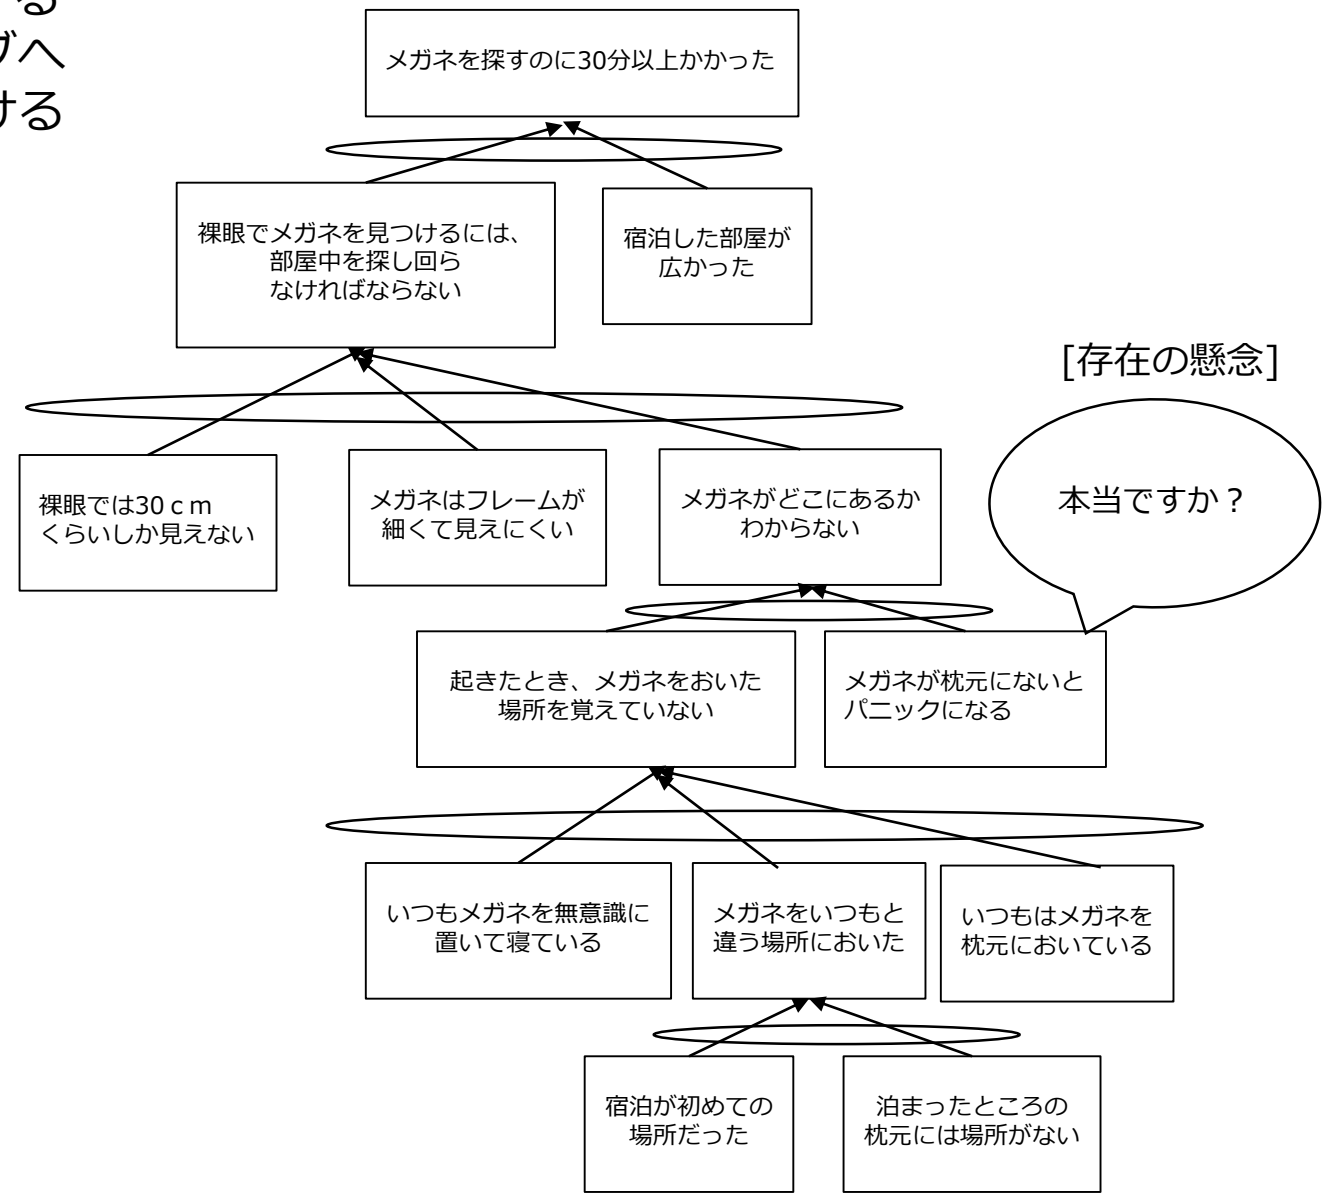 る
ブへ
ける
メガネを探すのに30分以上かかった
裸眼でメガネを見つけるには、
部屋中を探し回ら
なければならない
宿泊した部屋が
広かった
[存在の懸念]
本当ですか？
裸眼では30ｃｍ
くらいしか見えない
メガネはフレームが
細くて見えにくい
メガネがどこにあるか
わからない
起きたとき、メガネをおいた
場所を覚えていない
メガネが枕元にないと
パニックになる
いつもメガネを無意識に
置いて寝ている
メガネをいつもと
違う場所においた
いつもはメガネを
枕元においている
宿泊が初めての
場所だった
泊まったところの
枕元には場所がない